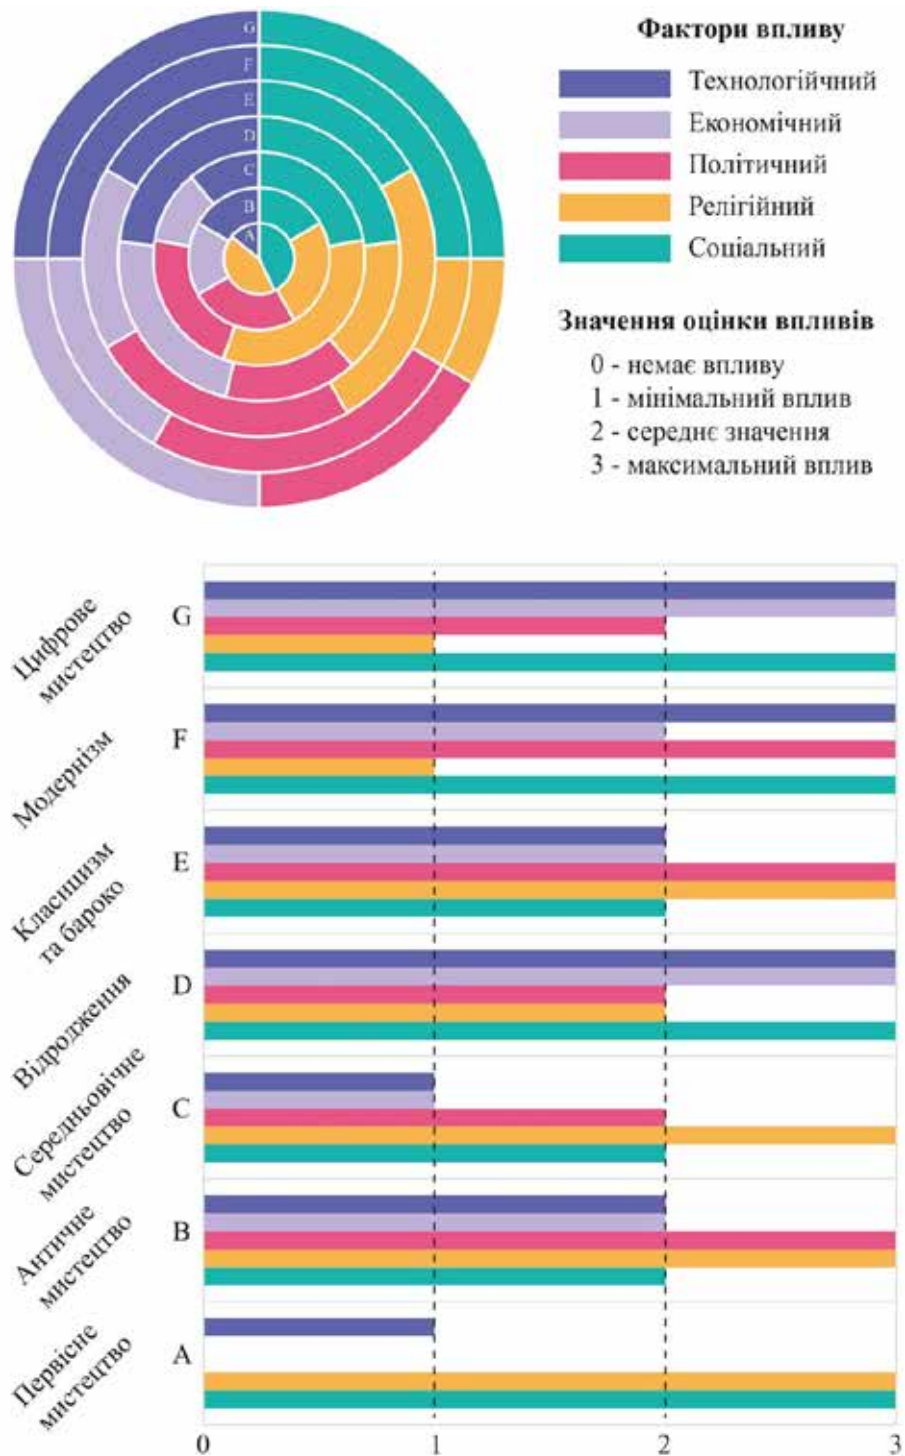 G
F
E
D
C
B
A
Фактори впливу
Технологійчний
Економічний
Політичний
Релігійний
Соціальний
Значення оцінки впливів
0 - немає впливу
1 - мінімальний вплив
2 - середнє значення
3 - максимальний вплив
Цифрове
мистецтво
G
Модернізм
F
Класицизм
та бароко
E
Відродження
D
Середньовічне
мистецтво
C
Античне
мистецтво
B
Первісне
мистецтво
A
0 1 2 3